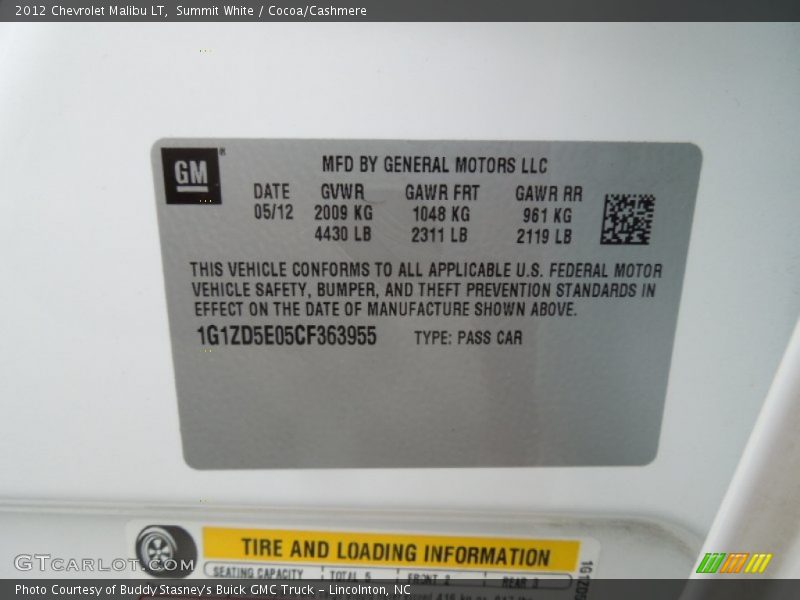 2012 Chevrolet Malibu LT, Summit White / Cocoa/Cashmere
GM
MFD BY GENERAL MOTORS LLC
DATE GVWR GAWR FRT GAWR RR
05/12 2009 KG 1048 KG 961 KG
4430 LB 2311 LB 2119 LB
THIS VEHICLE CONFORMS TO ALL APPLICABLE U.S. FEDERAL MOTOR
VEHICLE SAFETY, BUMPER, AND THEFT PREVENTION STANDARDS IN
EFFECT ON THE DATE OF MANUFACTURE SHOWN ABOVE.
1G1ZD5E05CF363955 TYPE: PASS CAR
TIRE AND LOADING INFORMATION
SEATING CAPACITY TOTAL 5 FRONT 2 REAR 3
GTcarlot.com
Photo Courtesy of Buddy Stasney's Buick GMC Truck – Lincolnton, NC